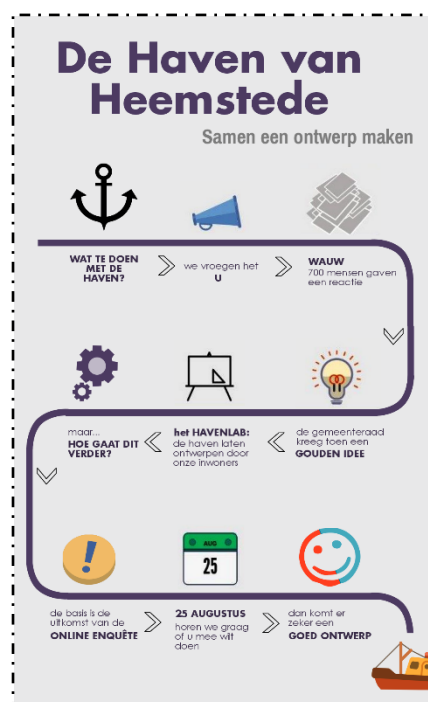 De Haven van
Heemstede
Samen een ontwerp maken
WAT TE DOEN
MET DE
HAVEN?
we vroegen het
U
WAUW
700 mensen gaven
een reactie
de gemeenteraad
kreeg toen een
GOUDEN IDEE
het HAVENLAB:
de haven laten
ontwerpen door
onze inwoners
maar...
HOE GAAT DIT
VERDER?
de basis is de
uitkomst van de
ONLINE ENQUÊTE
AUG
25
25 AUGUSTUS
horen we graag
of u mee wilt
doen
dan komt er
zeker een
GOED ONTWERP